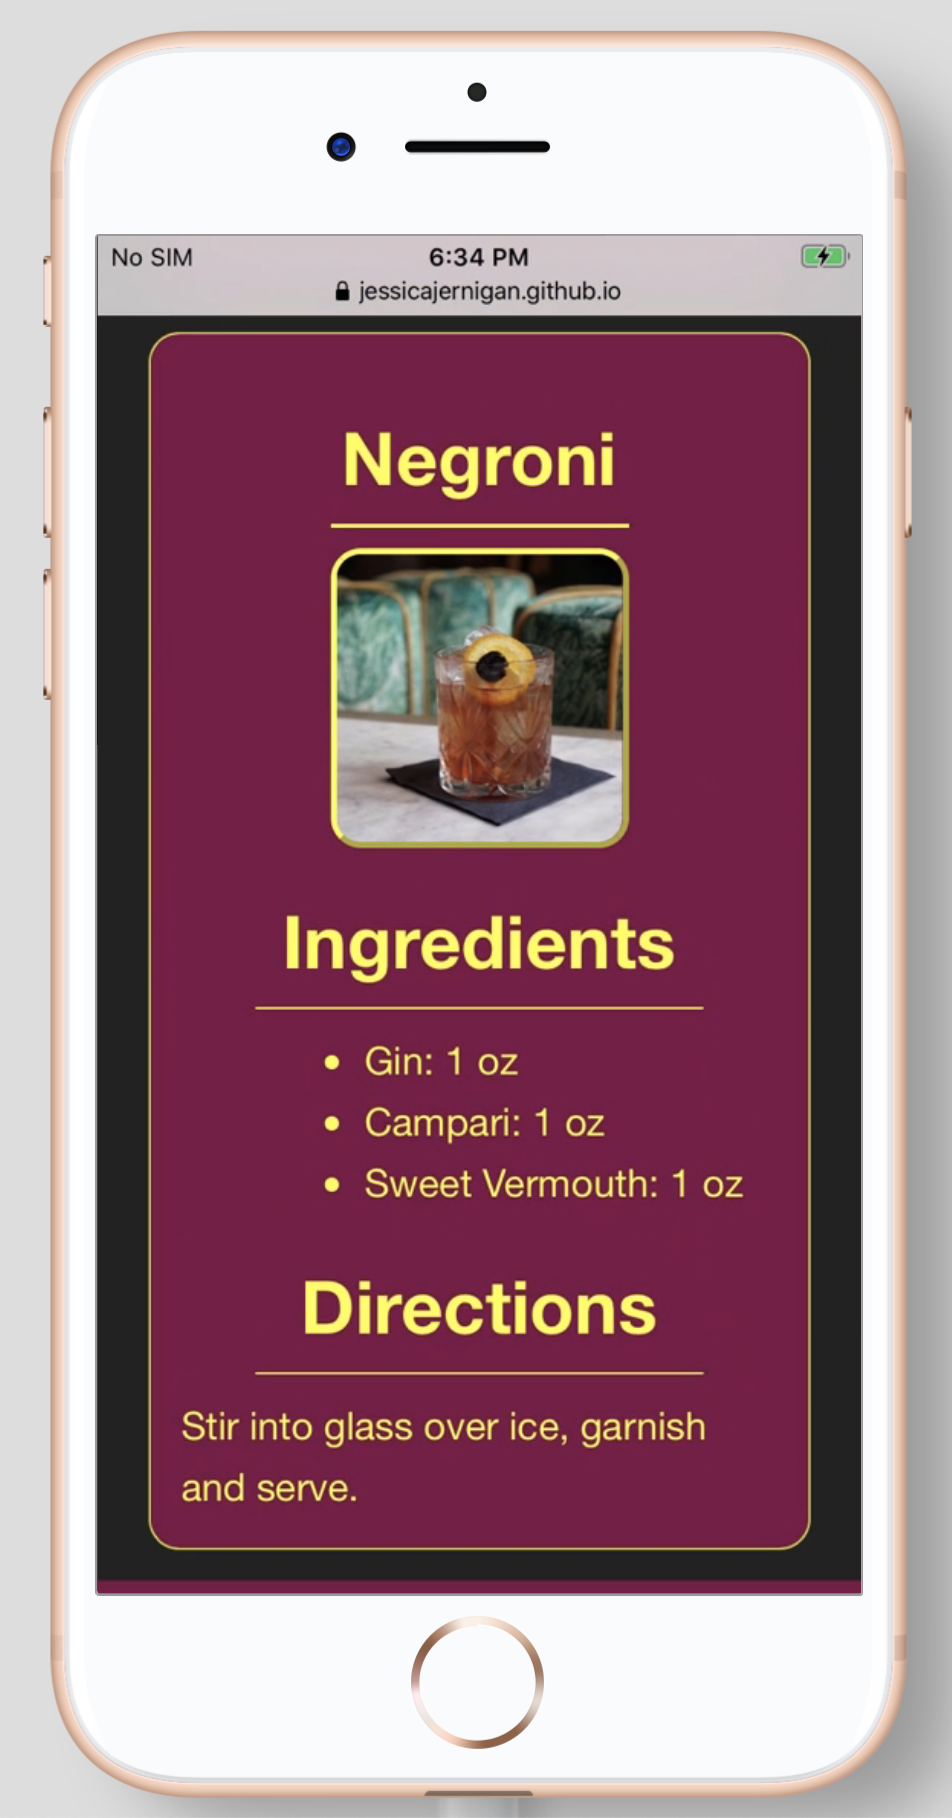 No SIM
6:34 PM
jessicajernigan.github.io
Negroni
Ingredients
• Gin: 1 oz
• Campari: 1 oz
• Sweet Vermouth: 1 oz
Directions
Stir into glass over ice, garnish
and serve.